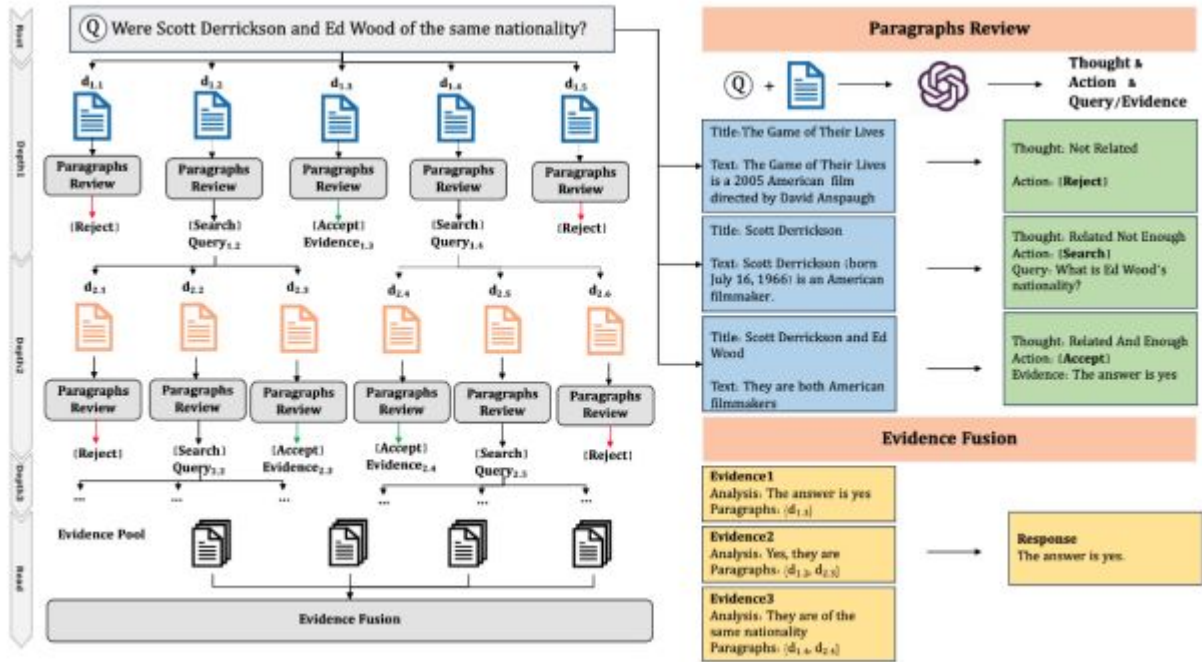 Q Were Scott Derrickson and Ed Wood of the same nationality?
Root
Depth1
d1.1
d1.2
d1.3
d1.4
d1.5
Paragraphs
Review
Paragraphs
Review
Paragraphs
Review
Paragraphs
Review
Paragraphs
Review
[Reject]
[Search]
Query1.2
[Accept]
Evidence1.3
[Search]
Query1.4
[Reject]
Depth2
d2.1
d2.2
d2.3
d2.4
d2.5
d2.6
Paragraphs
Review
Paragraphs
Review
Paragraphs
Review
Paragraphs
Review
Paragraphs
Review
Paragraphs
Review
[Reject]
[Search]
[Accept]
Evidence2.3
[Accept]
Evidence2.4
[Search]
Query2.5
[Reject]
Depth3
... ... ... ... ... ...
Read
Evidence Pool
Evidence Fusion
Paragraphs Review
Q +
Thought &
Action &
Query/Evidence
Title: The Game of Their Lives
Text: The Game of Their Lives
is a 2005 American film
directed by David Anspaugh
Thought: Not Related
Action: [Reject]
Title: Scott Derrickson
Text: Scott Derrickson (born
July 16, 1966) is an American
filmmaker.
Thought: Related Not Enough
Action: [Search]
Query: What is Ed Wood's
nationality?
Title: Scott Derrickson and Ed
Wood
Text: They are both American
filmmakers
Thought: Related And Enough
Action: [Accept]
Evidence: The answer is yes
Evidence Fusion
Evidence1
Analysis: The answer is yes
Paragraphs: {d1.3}
Evidence2
Analysis: Yes, they are
Paragraphs:
Evidence3
Analysis: They are of the
same nationality
Paragraphs:
Response
The answer is yes.